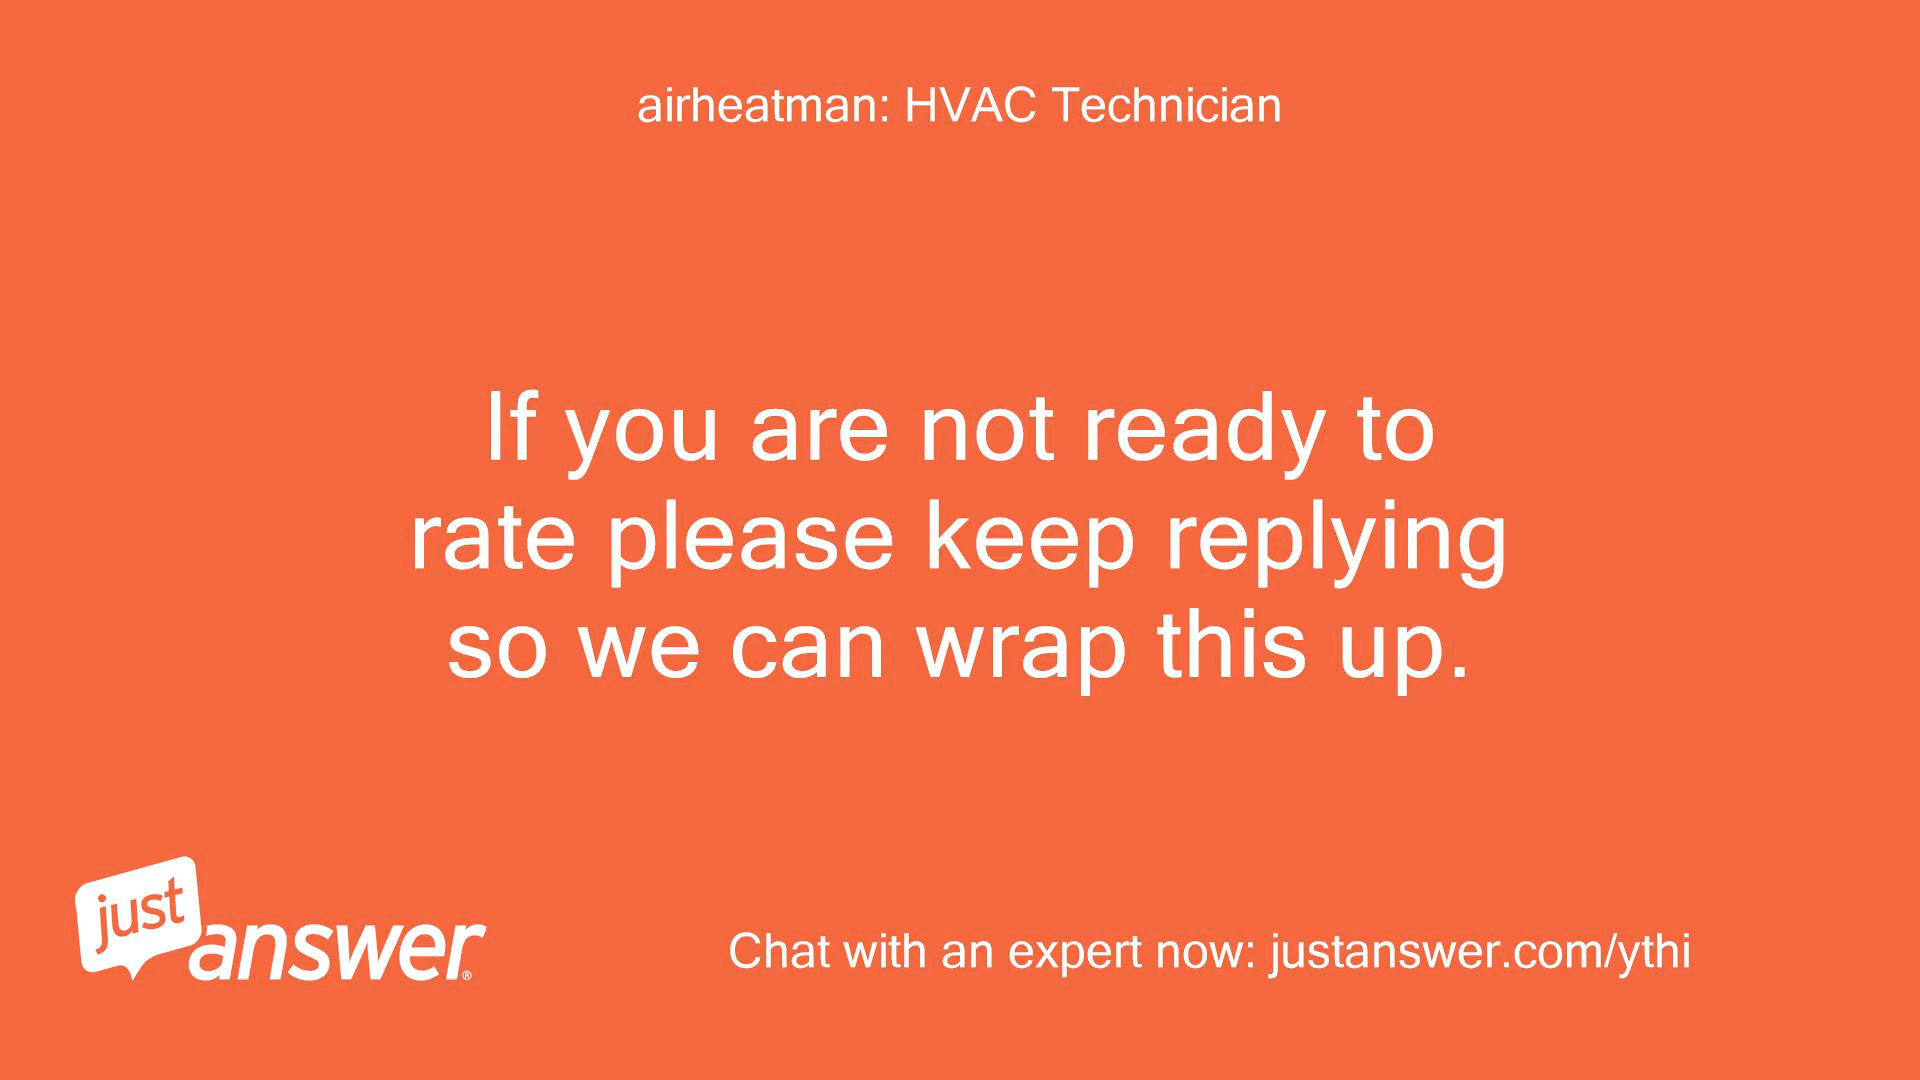 airheatman: HVAC Technician
If you are not ready to
rate please keep replying
so we can wrap this up.
just
answer®
Chat with an expert now: justanswer.com/ythi